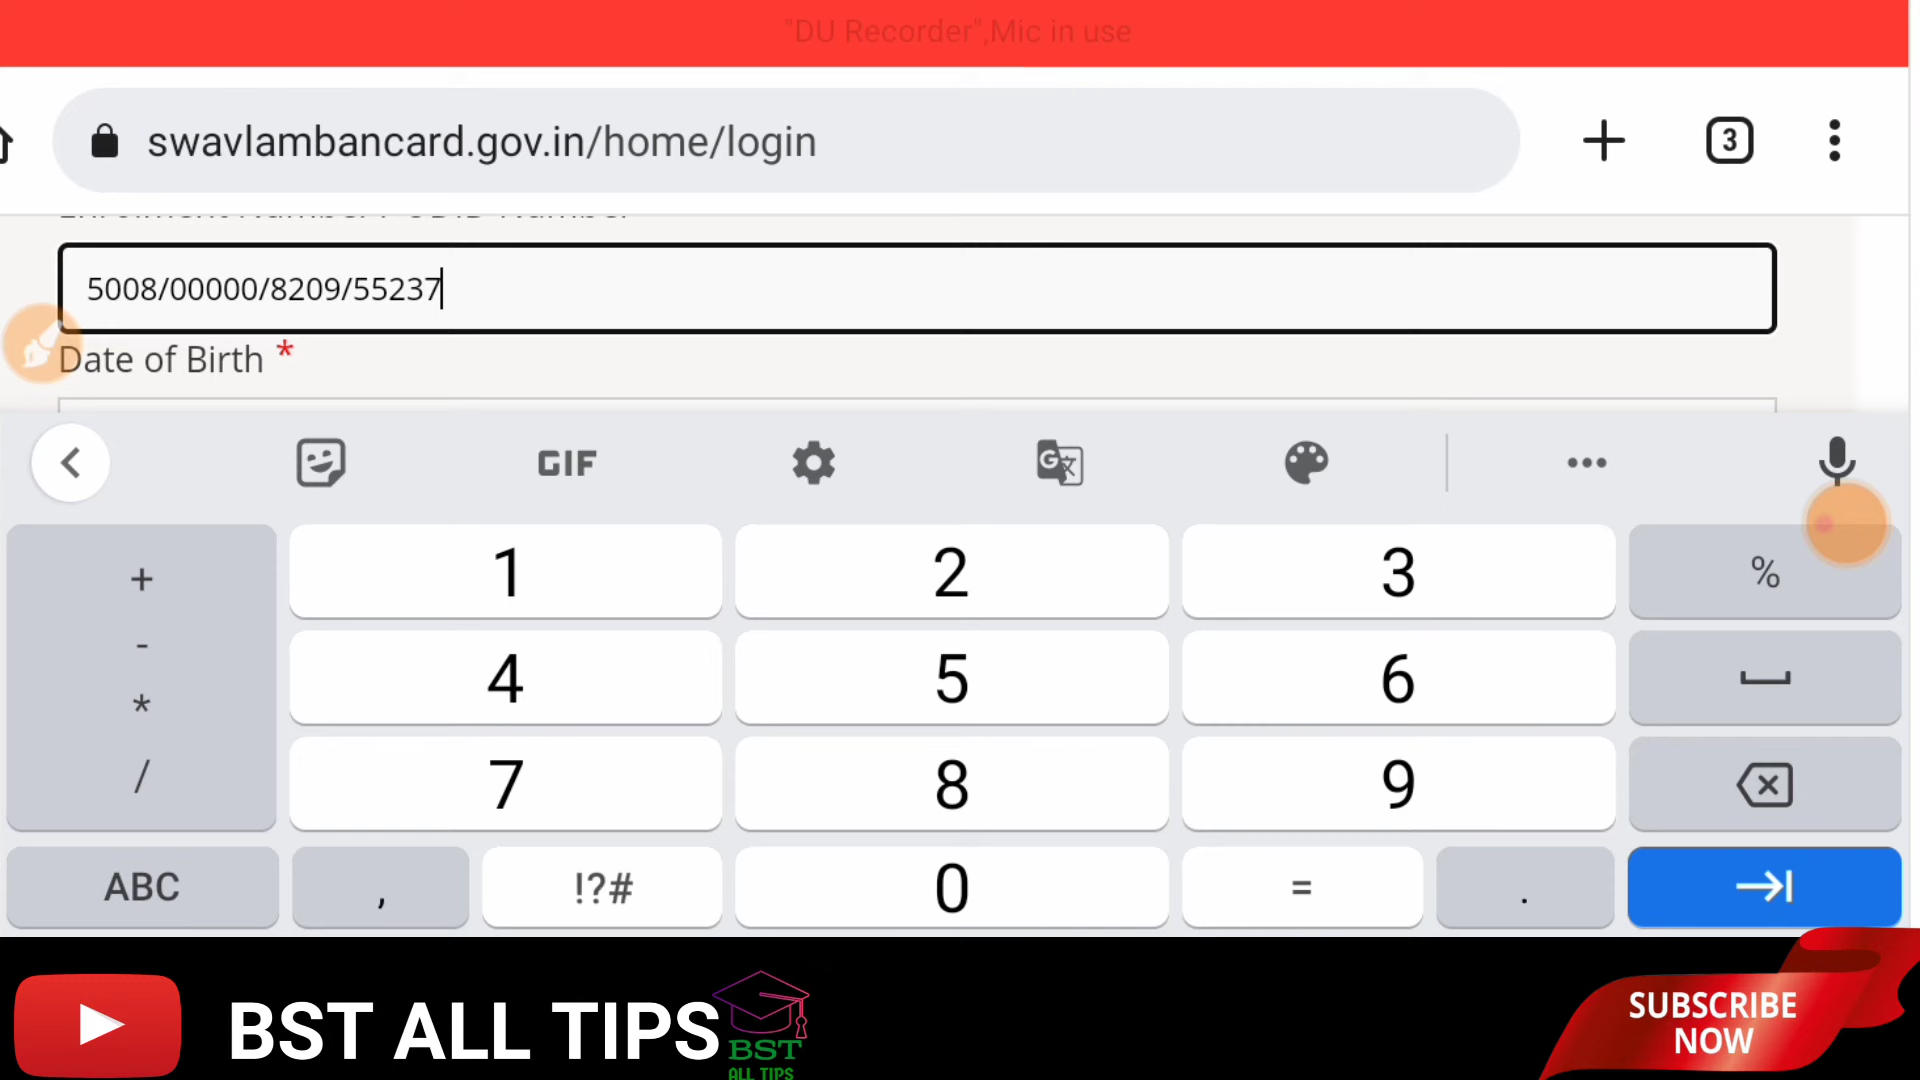 "DU Recorder",Mic in use
swavlambancard.gov.in/home/login
3
5008/00000/8209/55237
Date of Birth *
GIF
G
+ 1 2 3 %
-
* 4 5 6
/ 7 8 9
ABC , !?# 0 = .
BST ALL TIPS
BST
ALL TIPS
SUBSCRIBE
NOW